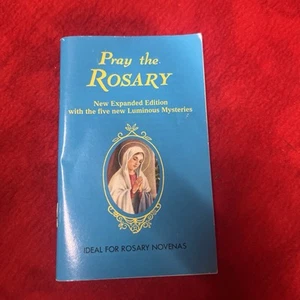 Pray the
ROSARY
New Expanded Edition
with the five new Luminous Mysteries
IDEAL FOR ROSARY NOVENAS